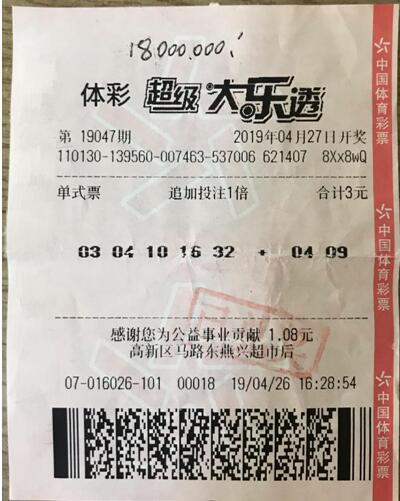 18000.000!
体彩 超级大乐透
第 19047期 2019年04月27日开奖
110130-139560-007463-537006 621407 8Xx8wQ
单式票 追加投注1倍 合计3元
03 04 10 16 32 + 04 09
感谢您为公益事业贡献 1.08元
高新区马路东燕兴超市后
07-016026-101 00018 19/04/26 16:28:54
中国体育彩票
中国体育彩票
中国体育彩票